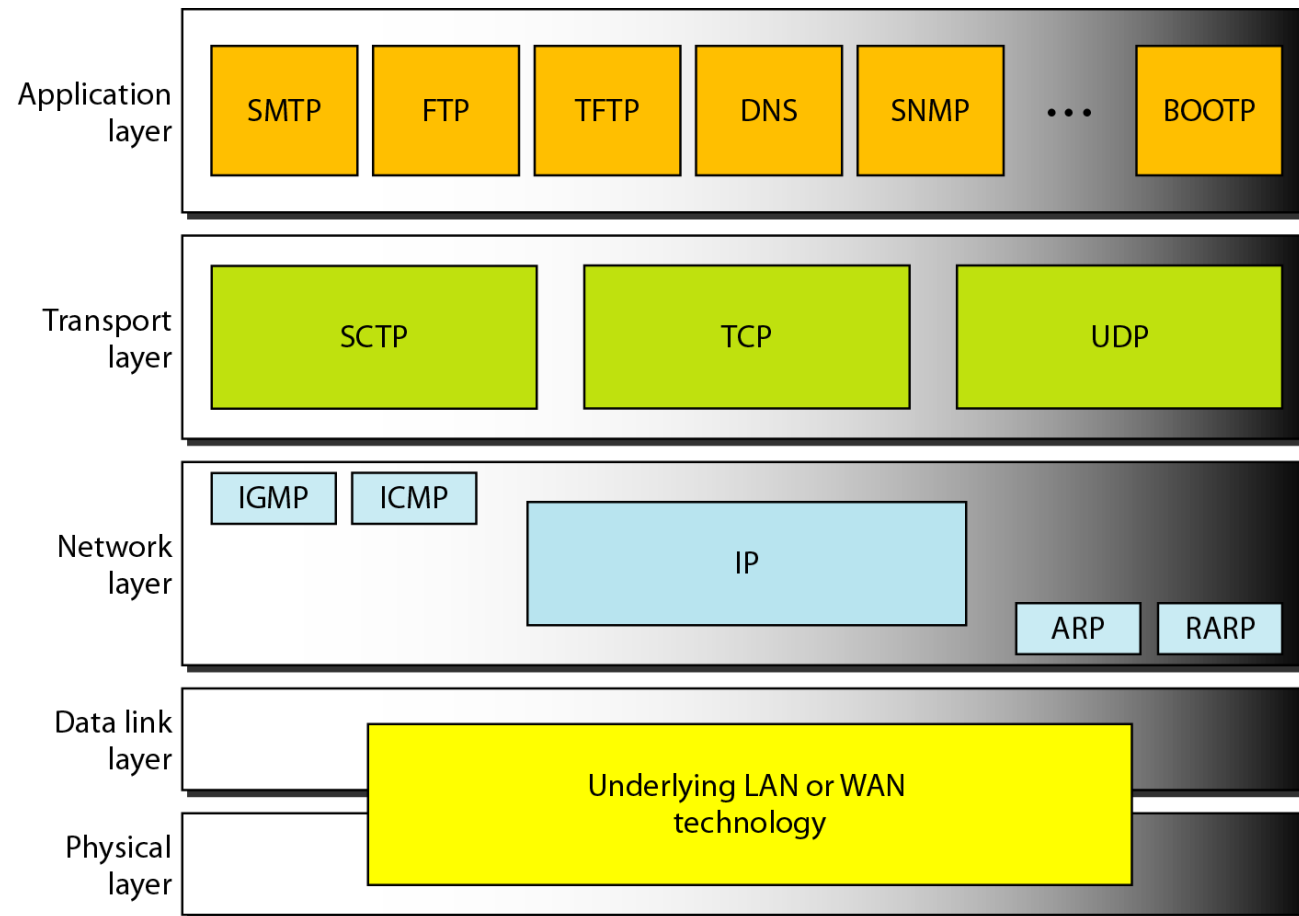 Application
layer
SMTP
FTP
TFTP
DNS
SNMP
...
BOOTP
Transport
layer
SCTP
TCP
UDP
Network
layer
IGMP
ICMP
IP
ARP
RARP
Data link
layer
Underlying LAN or WAN
technology
Physical
layer